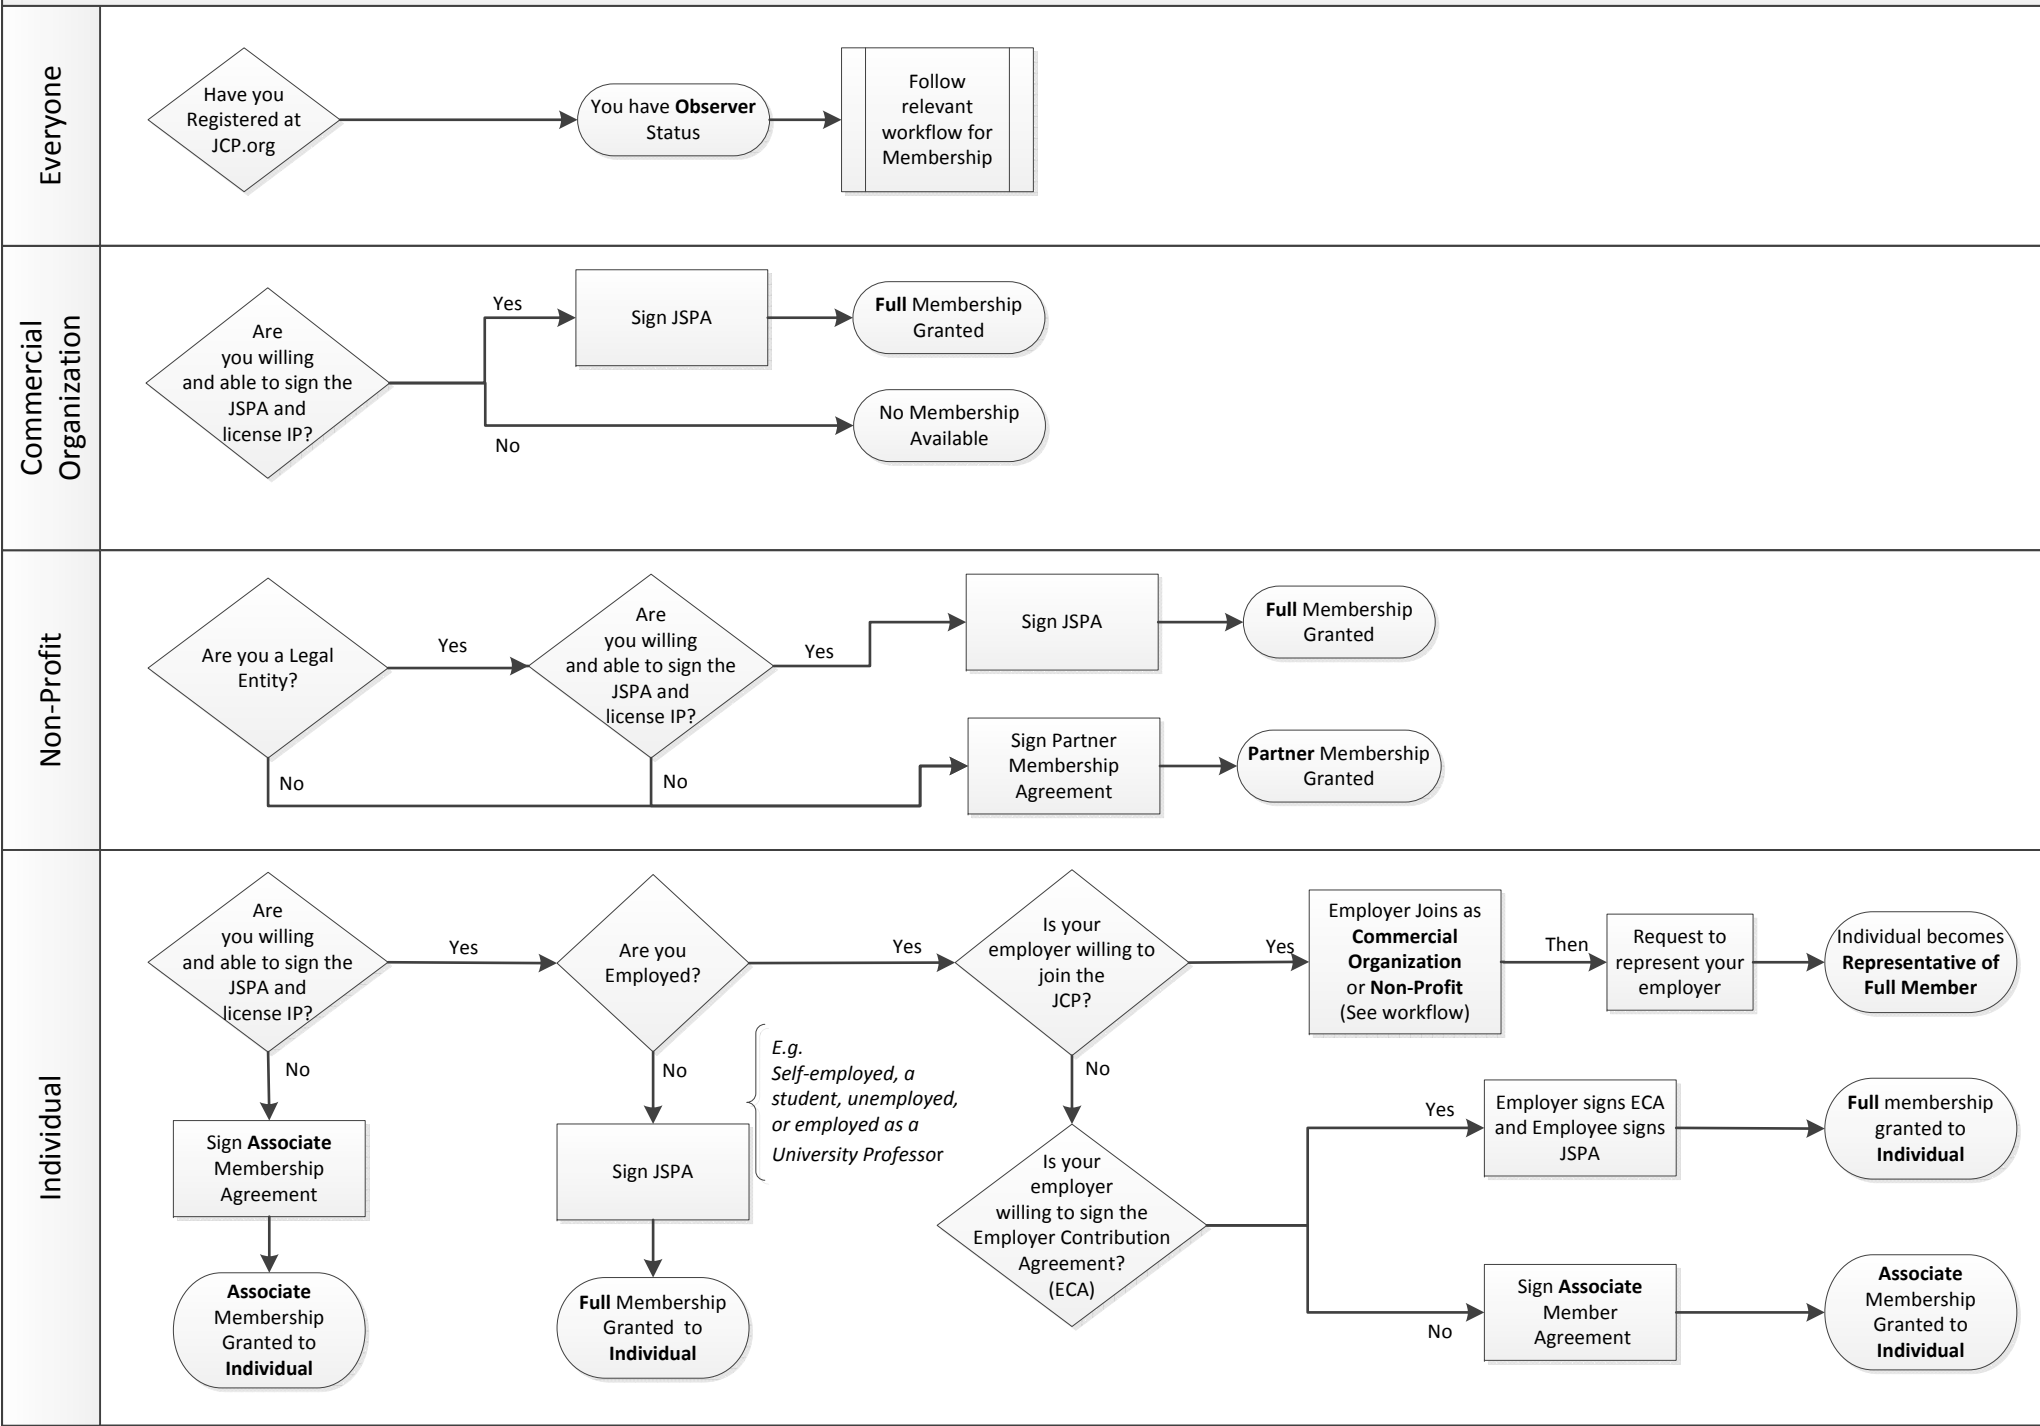 Everyone
Have you
Registered at
JCP.org
You have Observer
Status
Follow
relevant
workflow for
Membership
Commercial
Organization
Are
you willing
and able to sign the
JSPA and
license IP?
Yes
Sign JSPA
Full Membership
Granted
No
No Membership
Available
Non-Profit
Are you a Legal
Entity?
Yes
Are
you willing
and able to sign the
JSPA and
license IP?
Yes
Sign JSPA
Full Membership
Granted
No
No
Sign Partner
Membership
Agreement
Partner Membership
Granted
Individual
Are
you willing
and able to sign the
JSPA and
license IP?
Yes
Are you
Employed?
Yes
Is your
employer willing to
join the
JCP?
Yes
Employer Joins as
Commercial
Organization
or Non-Profit
(See workflow)
Then
Request to
represent your
employer
Individual becomes
Representative of
Full Member
No
Sign Associate
Membership
Agreement
Associate
Membership
Granted to
Individual
No
E.g.
Self-employed, a
student, unemployed,
or employed as a
University Professor
Sign JSPA
Full Membership
Granted to
Individual
No
Is your
employer
willing to sign the
Employer Contribution
Agreement?
(ECA)
Yes
Employer signs ECA
and Employee signs
JSPA
Full membership
granted to
Individual
No
Sign Associate
Member
Agreement
Associate
Membership
Granted to
Individual